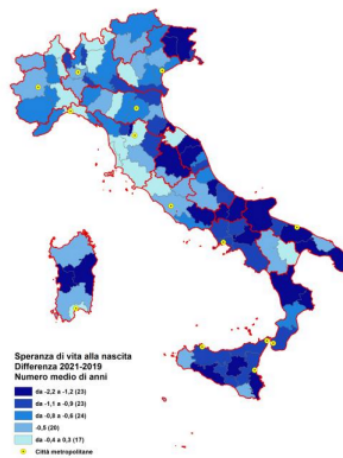 Speranza di vita alla nascita
Differenza 2021-2019
Numero medio di anni
da -2,2 a -1,2 (23)
da -1,1 a -0,9 (23)
da -0,8 a -0,6 (24)
-0,5 (20)
da -0,4 a 0,3 (17)
Città metropolitane